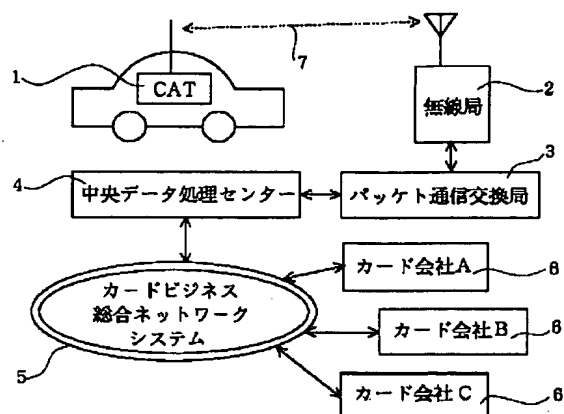 1
CAT
7
無線局
2
3
4
中央データ処理センター
パッケト通信交換局
カード会社A
6
カードビジネス
総合ネットワーク
システム
カード会社B
6
5
カード会社C
6